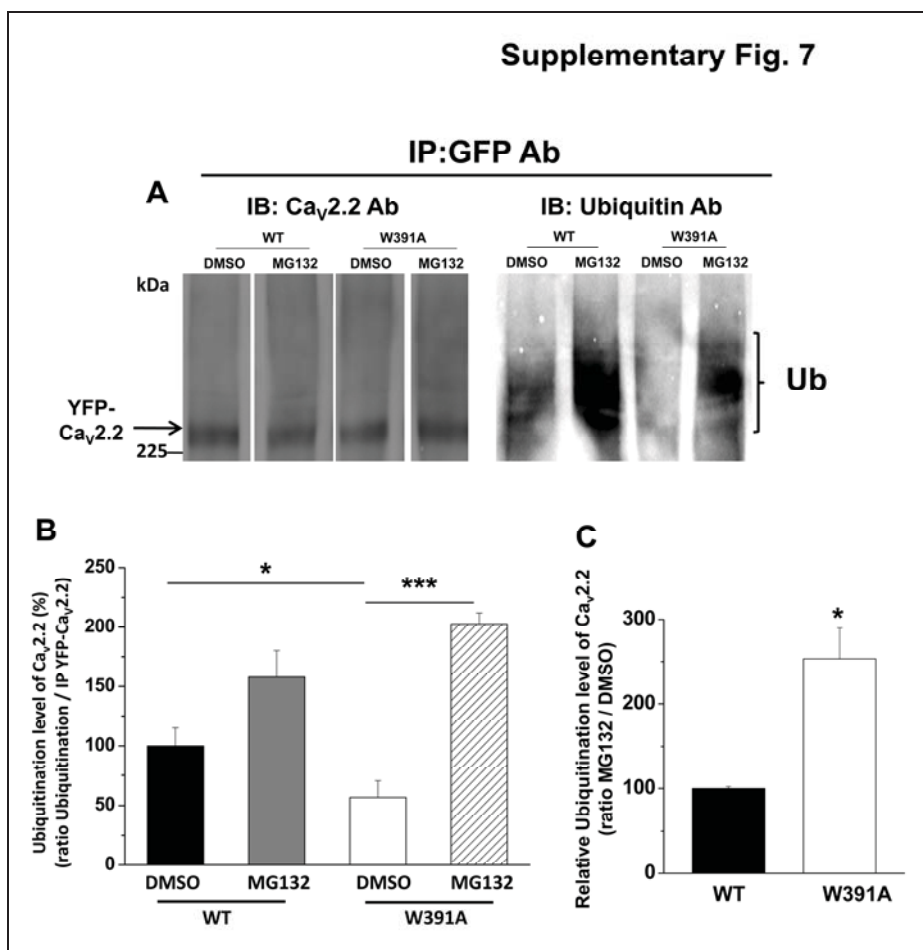 Supplementary Fig. 7
IP:GFP Ab
A
IB: CaV2.2 Ab
IB: Ubiquitin Ab
WT
W391A
WT
W391A
DMSO
MG132
DMSO
MG132
DMSO
MG132
DMSO
MG132
kDa
YFP-
CaV2.2
225
Ub
B
Ubiquitination level of Cav2.2 (%)
(ratio Ubiquitination / IP YFP-Cav2.2)
250
200
150
100
50
0
*
***
DMSO
MG132
DMSO
MG132
WT
W391A
C
Relative Ubiquitination level of Cav2.2
(ratio MG132 / DMSO)
300
200
100
0
*
WT
W391A